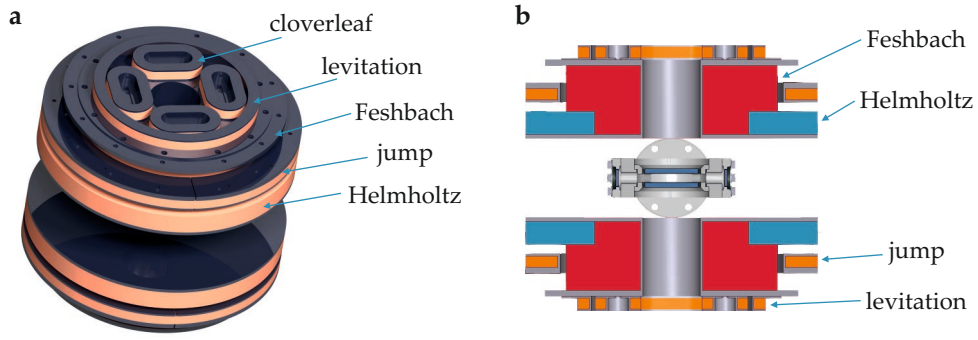 a
cloverleaf
levitation
Feshbach
jump
Helmholtz
b
Feshbach
Helmholtz
jump
levitation